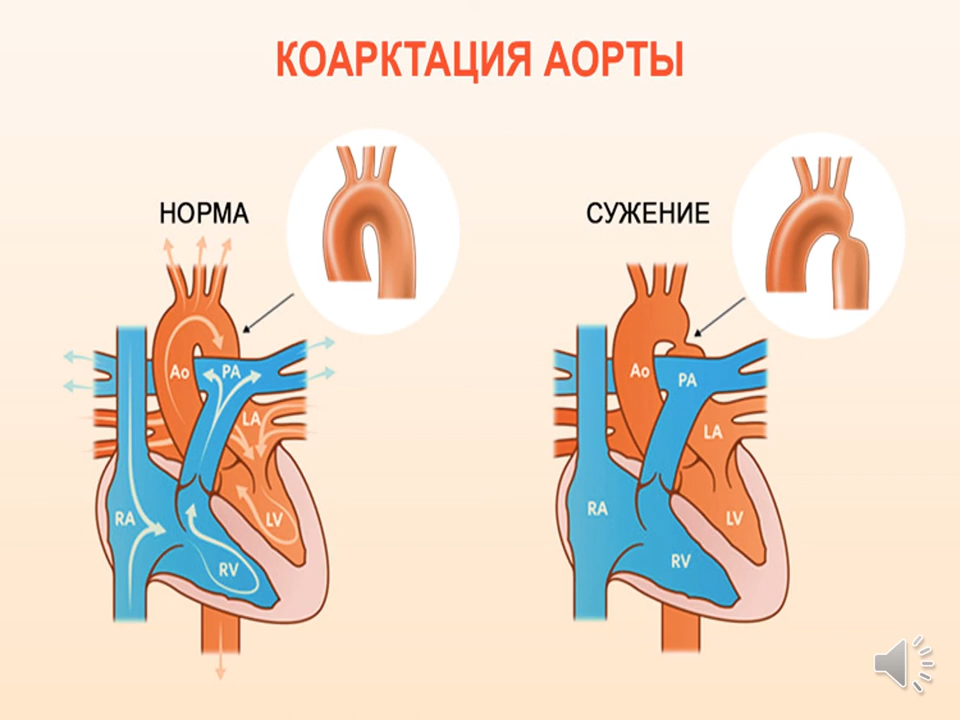 КОАРКТАЦИЯ АОРТЫ
НОРМА
Ao
PA
LA
RA
LV
RV
СУЖЕНИЕ
Ao
PA
LA
RA
LV
RV